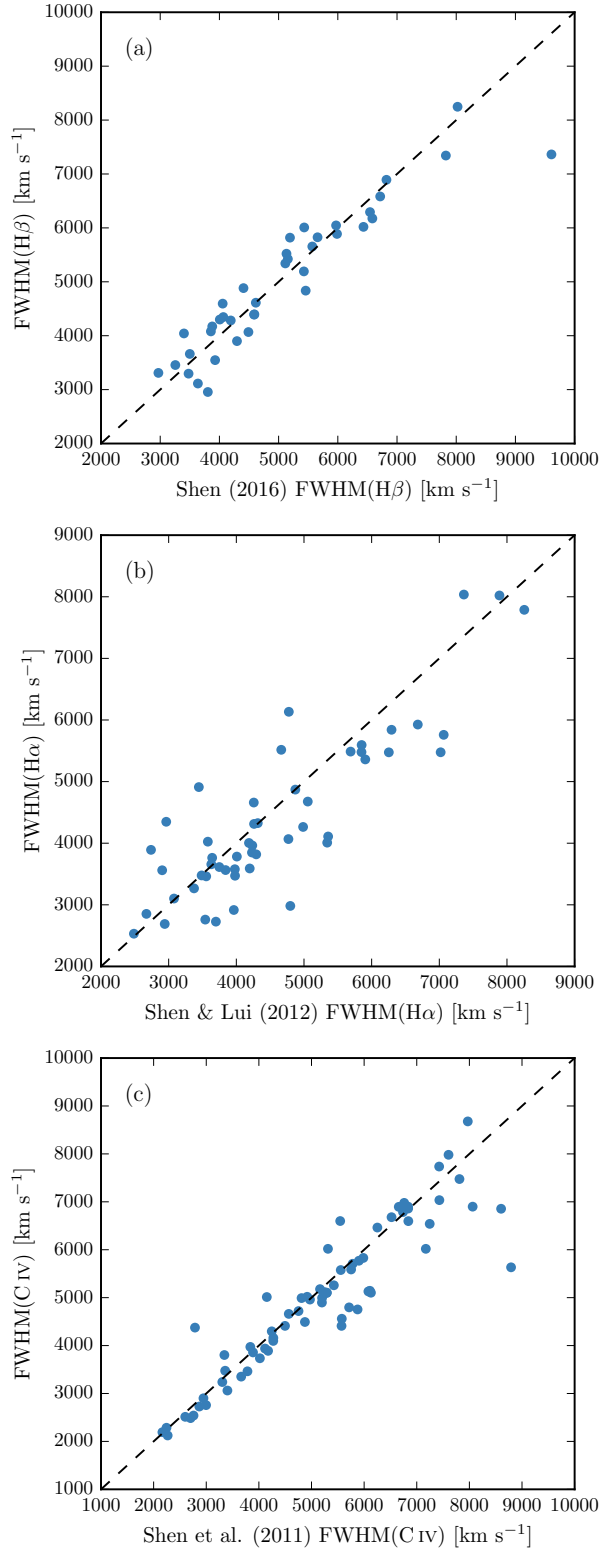 10000
(a)
9000
8000
7000
6000
5000
4000
3000
2000
FWHM(Hβ) [km s⁻¹]
2000 3000 4000 5000 6000 7000 8000 9000 10000
Shen (2016) FWHM(Hβ) [km s⁻¹]
9000
(b)
8000
7000
6000
5000
4000
3000
2000
FWHM(Hα) [km s⁻¹]
2000 3000 4000 5000 6000 7000 8000 9000
Shen & Lui (2012) FWHM(Hα) [km s⁻¹]
10000
(c)
9000
8000
7000
6000
5000
4000
3000
2000
1000
FWHM(C IV) [km s⁻¹]
1000 2000 3000 4000 5000 6000 7000 8000 9000 10000
Shen et al. (2011) FWHM(C IV) [km s⁻¹]